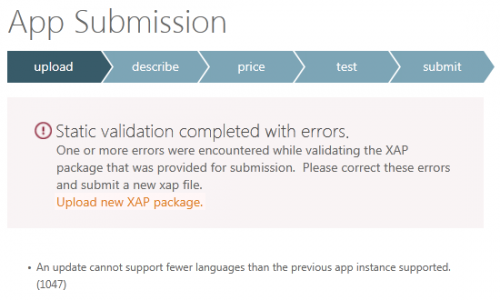 App Submission
upload describe price test submit
Static validation completed with errors.
One or more errors were encountered while validating the XAP
package that was provided for submission. Please correct these errors
and submit a new xap file.
Upload new XAP package.
• An update cannot support fewer languages than the previous app instance supported.
(1047)